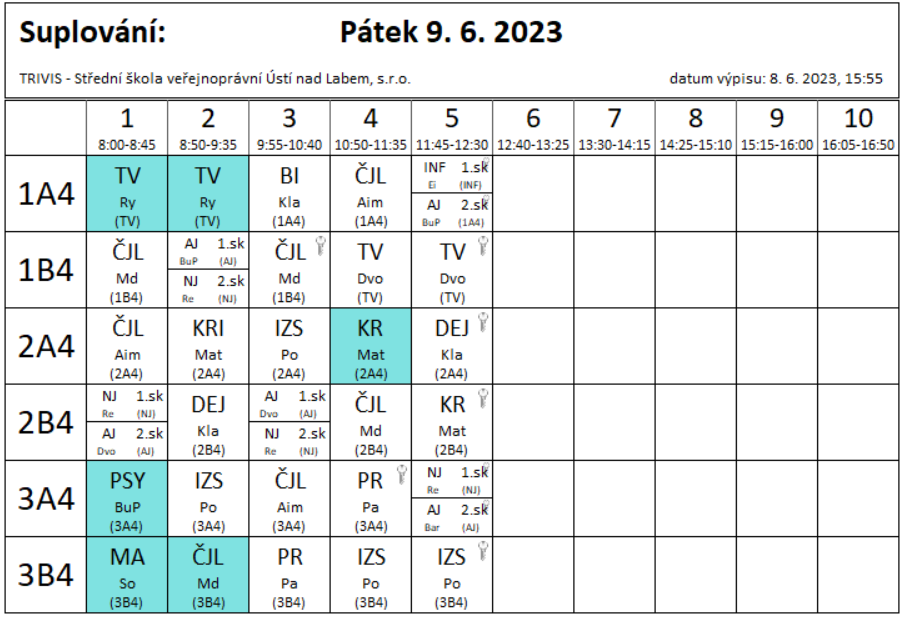 Suplování: Pátek 9. 6. 2023
TRIVIS - Střední škola veřejnoprávní Ústí nad Labem, s.r.o. datum výpisu: 8. 6. 2023, 15:55
1 2 3 4 5 6 7 8 9 10
8:00-8:45 8:50-9:35 9:55-10:40 10:50-11:35 11:45-12:30 12:40-13:25 13:30-14:15 14:25-15:10 15:15-16:00 16:05-16:50
1A4
TV
Ry
(TV)
TV
Ry
(TV)
BI
Kla
(1A4)
ČJL
Aim
(1A4)
INF 1.sk
Ei (INF)
AJ 2.sk
BuP (1A4)
1B4
ČJL
Md
(1B4)
AJ 1.sk
BuP (AJ)
NJ 2.sk
Re (NJ)
ČJL
Md
(1B4)
TV
Dvo
(TV)
TV
Dvo
(TV)
2A4
ČJL
Aim
(2A4)
KRI
Mat
(2A4)
IZS
Po
(2A4)
KR
Mat
(2A4)
DEJ
Kla
(2A4)
2B4
NJ 1.sk
Re (NJ)
AJ 2.sk
Dvo (AJ)
DEJ
Kla
(2B4)
AJ 1.sk
Dvo (AJ)
NJ 2.sk
Re (NJ)
ČJL
Md
(2B4)
KR
Mat
(2B4)
3A4
PSY
BuP
(3A4)
IZS
Po
(3A4)
ČJL
Aim
(3A4)
PR
Pa
(3A4)
NJ 1.sk
Re (NJ)
AJ 2.sk
Bar (AJ)
3B4
MA
So
(3B4)
ČJL
Md
(3B4)
PR
Pa
(3B4)
IZS
Po
(3B4)
IZS
Po
(3B4)